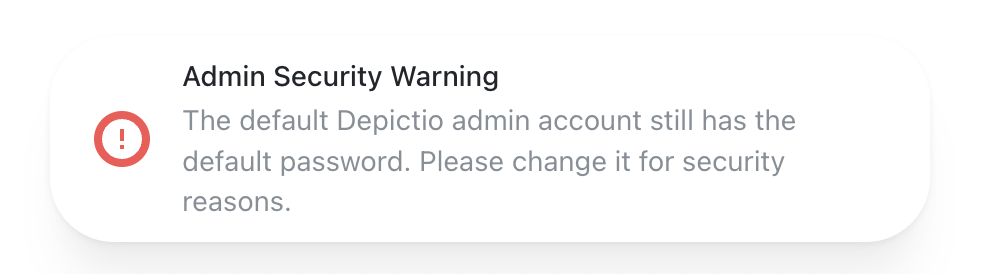 Admin Security Warning
The default Depictio admin account still has the
default password. Please change it for security
reasons.